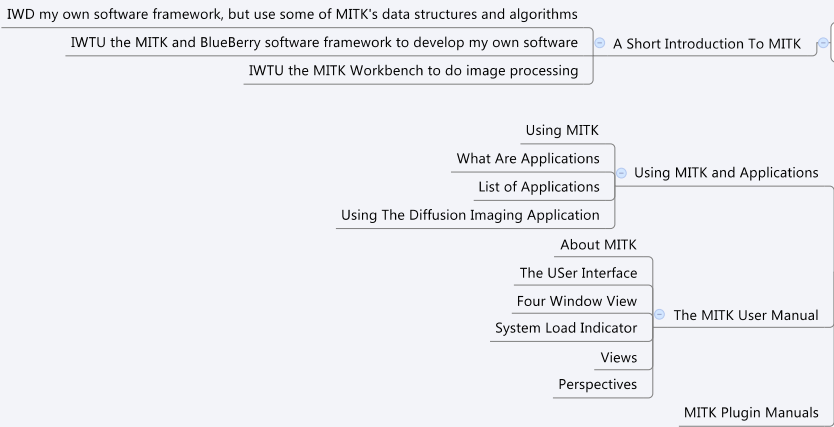 IWD my own software framework, but use some of MITK's data structures and algorithms
IWTU the MITK and BlueBerry software framework to develop my own software
A Short Introduction To MITK
IWTU the MITK Workbench to do image processing
Using MITK
What Are Applications
Using MITK and Applications
List of Applications
Using The Diffusion Imaging Application
About MITK
The USer Interface
Four Window View
The MITK User Manual
System Load Indicator
Views
Perspectives
MITK Plugin Manuals